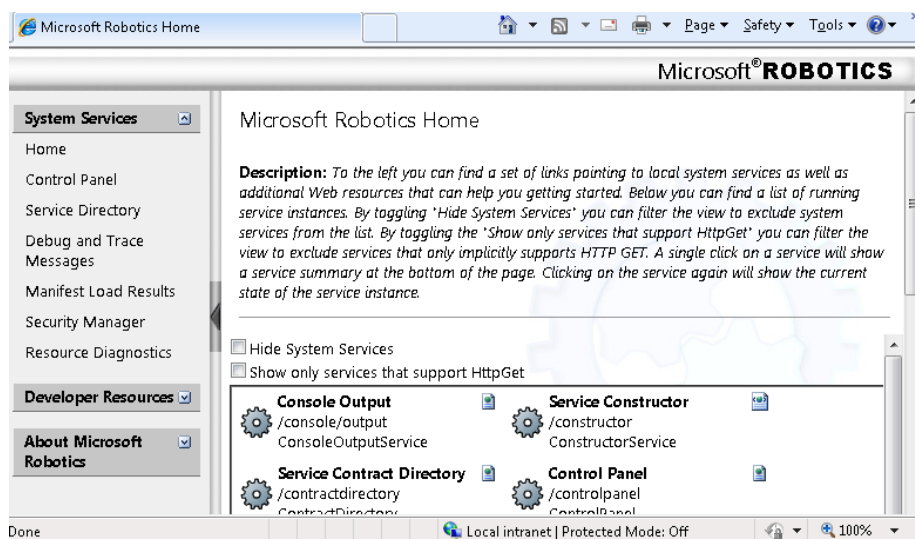 Microsoft Robotics Home
Page
Safety
Tools
Microsoft®ROBOTICS
System Services
Home
Control Panel
Service Directory
Debug and Trace
Messages
Manifest Load Results
Security Manager
Resource Diagnostics
Developer Resources
About Microsoft
Robotics
Microsoft Robotics Home
Description: To the left you can find a set of links pointing to local system services as well as
additional Web resources that can help you getting started. Below you can find a list of running
service instances. By toggling 'Hide System Services' you can filter the view to exclude system
services from the list. By toggling the 'Show only services that support HttpGet' you can filter the
view to exclude services that only implicitly supports HTTP GET. A single click on a service will show
a service summary at the bottom of the page. Clicking on the service again will show the current
state of the service instance.
Hide System Services
Show only services that support HttpGet
Console Output
/console/output
ConsoleOutputService
Service Constructor
/constructor
ConstructorService
Service Contract Directory
/contractdirectory
ContractDirectory
Control Panel
/controlpanel
ControlPanel
Done
Local intranet | Protected Mode: Off
100%